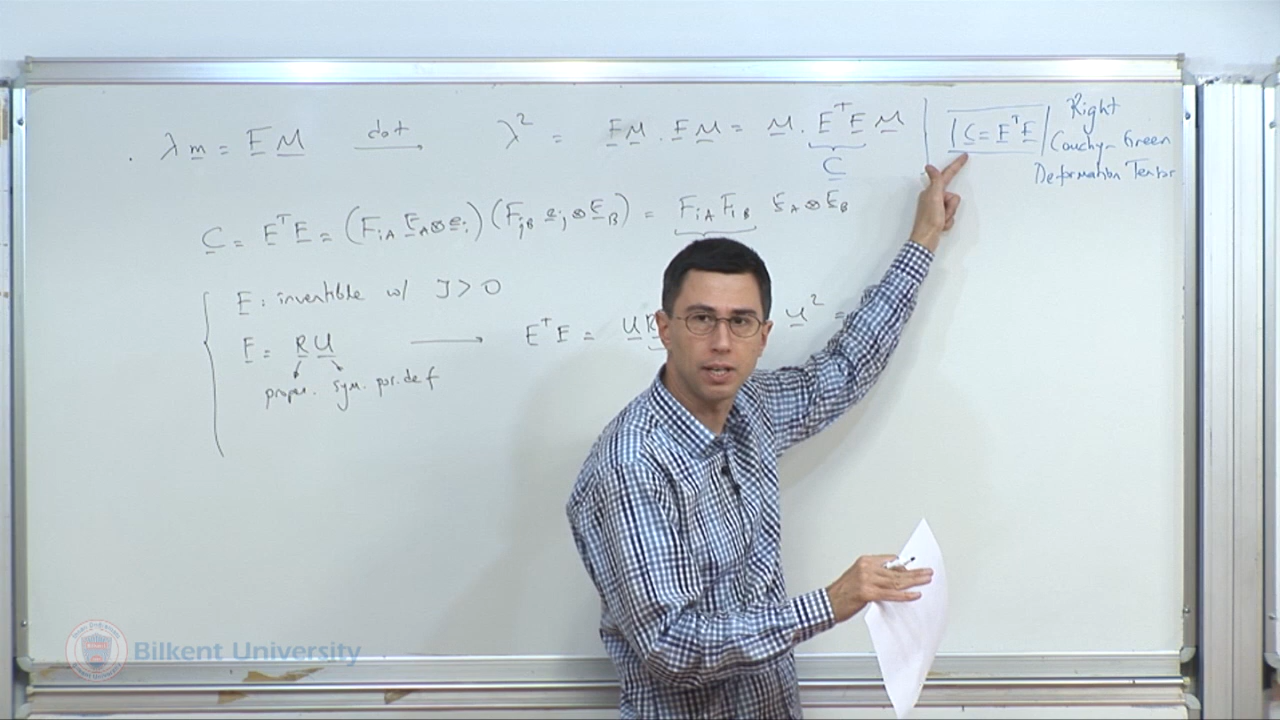 . λ m = F M dot → λ² = F M . F M = M . FᵀF M | C = FᵀF | Right
C Cauchy-Green
Deformation Tensor
C = FᵀF = (F_iA E_A⊗e_i) (F_jB e_j⊗E_B) = F_iA F_iB E_A⊗E_B
F : invertible w/ J > 0
F = R U → FᵀF = U R U² =
proper. sym. pos. def
Bilkent University